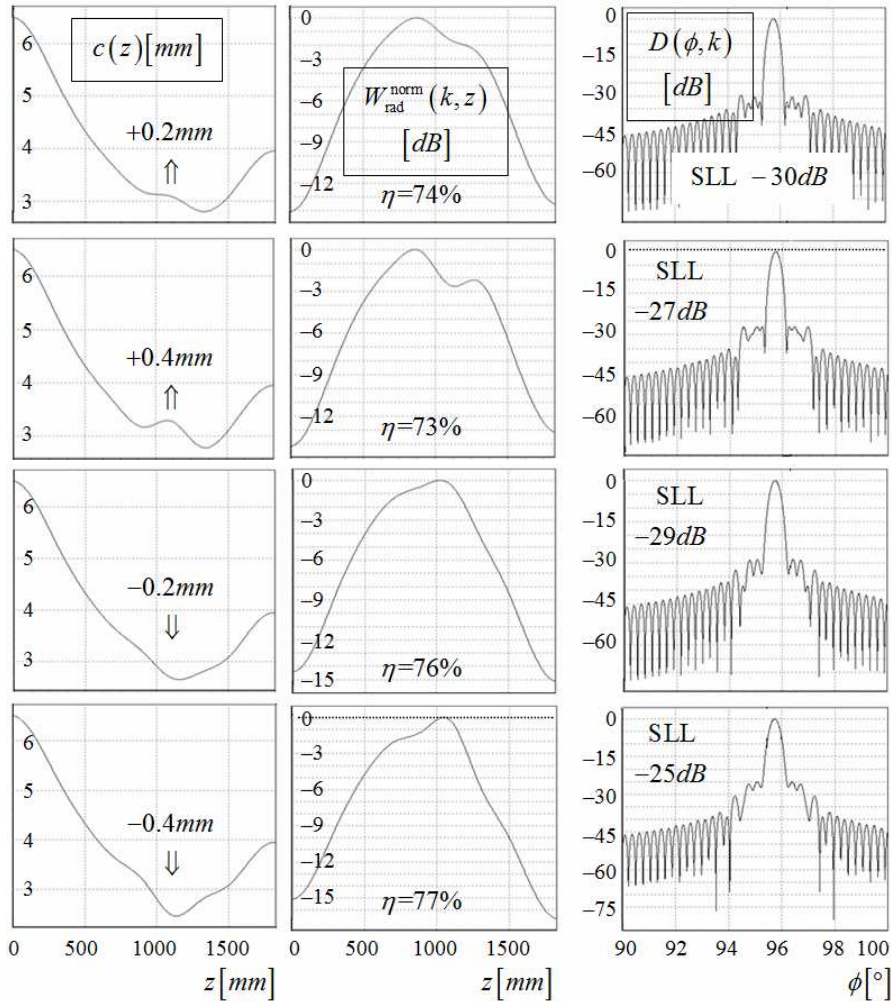 6
5
4
3
c(z)[mm]
+0.2mm
⇑
0
−3
−6
−9
−12
W_rad^norm(k,z)
[dB]
η=74%
0
−15
−30
−45
−60
D(ϕ,k)
[dB]
SLL −30dB
6
5
4
3
+0.4mm
⇑
0
−3
−6
−9
−12
η=73%
0
−15
−30
−45
−60
SLL
−27dB
6
5
4
3
−0.2mm
⇓
0
−3
−6
−9
−12
−15
η=76%
0
−15
−30
−45
−60
SLL
−29dB
6
5
4
3
−0.4mm
⇓
0
−3
−6
−9
−12
−15
η=77%
0
−15
−30
−45
−60
−75
SLL
−25dB
0 500 1000 1500
z[mm]
0 500 1000 1500
z[mm]
90 92 94 96 98 100
ϕ[°]